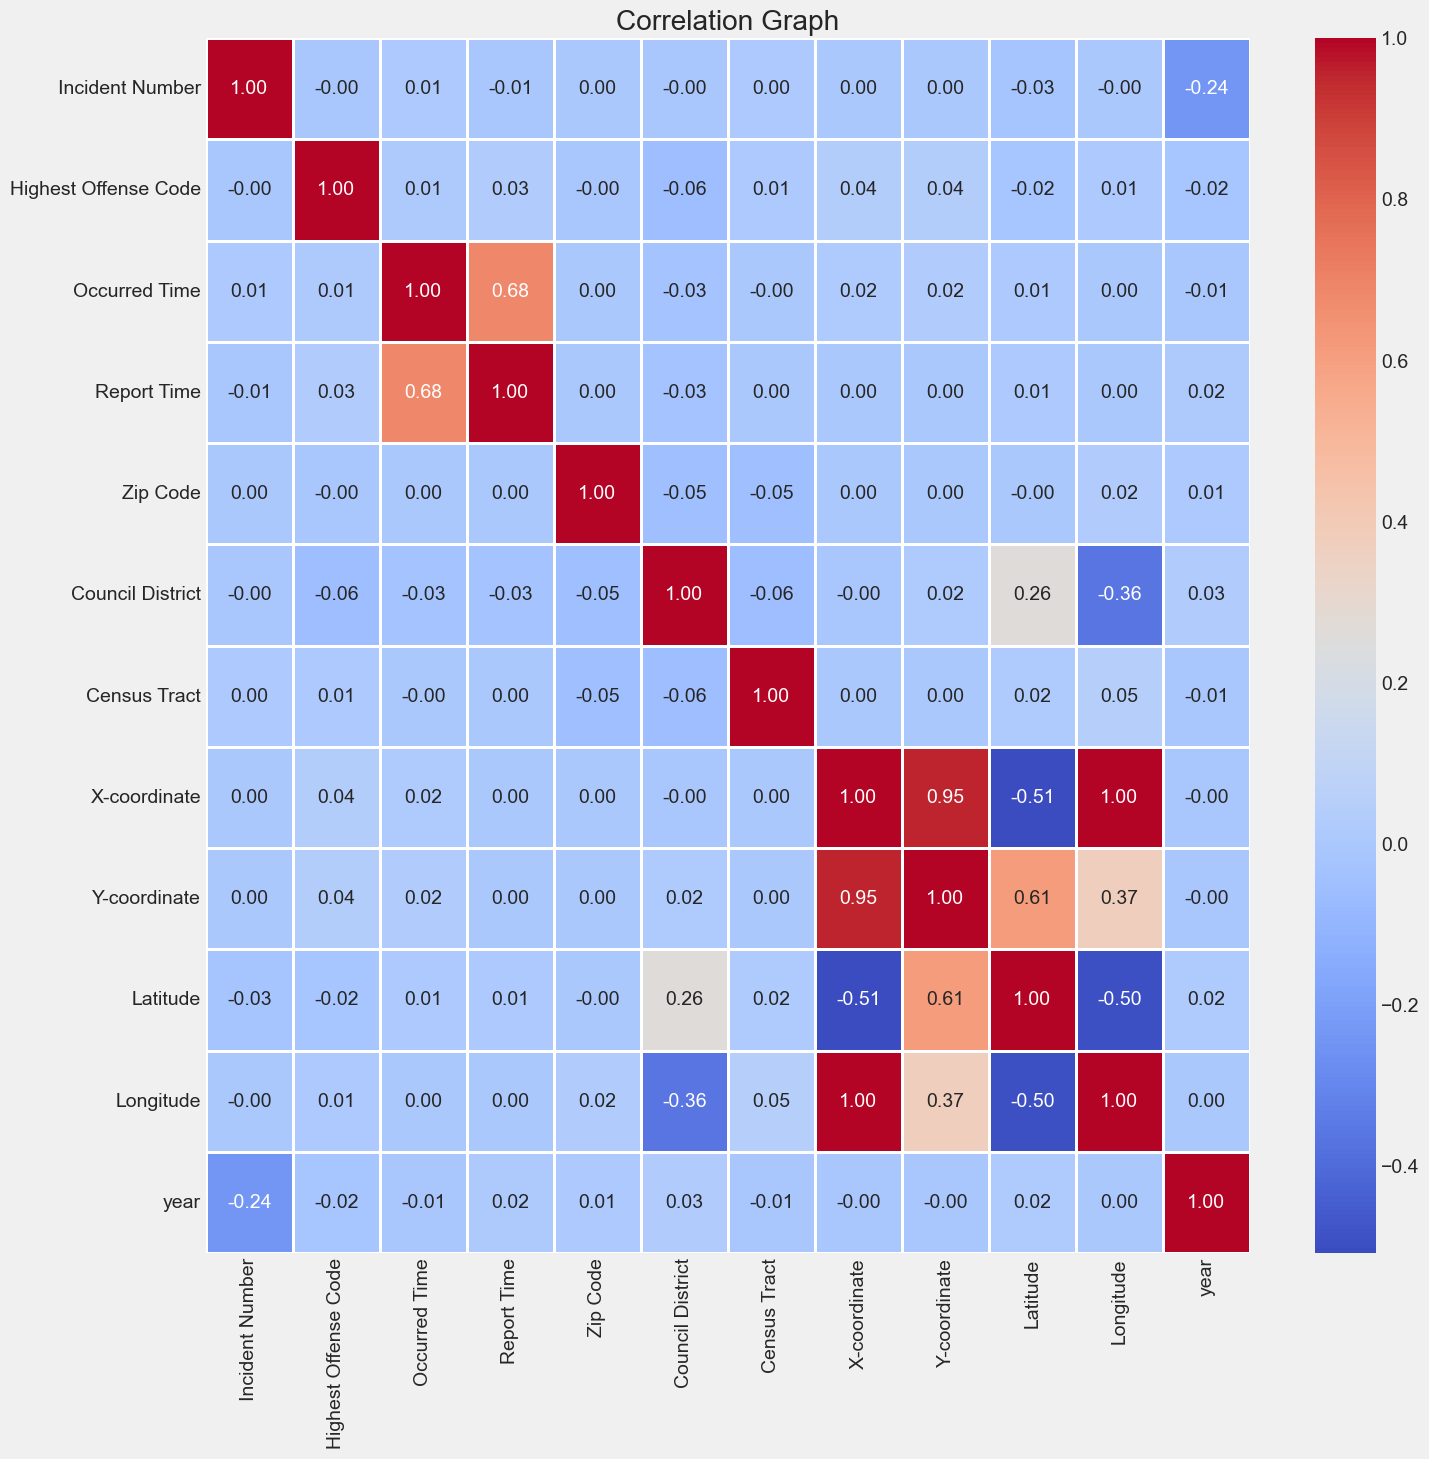 Correlation Graph
Incident Number 1.00 -0.00 0.01 -0.01 0.00 -0.00 0.00 0.00 0.00 -0.03 -0.00 -0.24
Highest Offense Code -0.00 1.00 0.01 0.03 -0.00 -0.06 0.01 0.04 0.04 -0.02 0.01 -0.02
Occurred Time 0.01 0.01 1.00 0.68 0.00 -0.03 -0.00 0.02 0.02 0.01 0.00 -0.01
Report Time -0.01 0.03 0.68 1.00 0.00 -0.03 0.00 0.00 0.00 0.01 0.00 0.02
Zip Code 0.00 -0.00 0.00 0.00 1.00 -0.05 -0.05 0.00 0.00 -0.00 0.02 0.01
Council District -0.00 -0.06 -0.03 -0.03 -0.05 1.00 -0.06 -0.00 0.02 0.26 -0.36 0.03
Census Tract 0.00 0.01 -0.00 0.00 -0.05 -0.06 1.00 0.00 0.00 0.02 0.05 -0.01
X-coordinate 0.00 0.04 0.02 0.00 0.00 -0.00 0.00 1.00 0.95 -0.51 1.00 -0.00
Y-coordinate 0.00 0.04 0.02 0.00 0.00 0.02 0.00 0.95 1.00 0.61 0.37 -0.00
Latitude -0.03 -0.02 0.01 0.01 -0.00 0.26 0.02 -0.51 0.61 1.00 -0.50 0.02
Longitude -0.00 0.01 0.00 0.00 0.02 -0.36 0.05 1.00 0.37 -0.50 1.00 0.00
year -0.24 -0.02 -0.01 0.02 0.01 0.03 -0.01 -0.00 -0.00 0.02 0.00 1.00
Incident Number
Highest Offense Code
Occurred Time
Report Time
Zip Code
Council District
Census Tract
X-coordinate
Y-coordinate
Latitude
Longitude
year
1.0
0.8
0.6
0.4
0.2
0.0
−0.2
−0.4